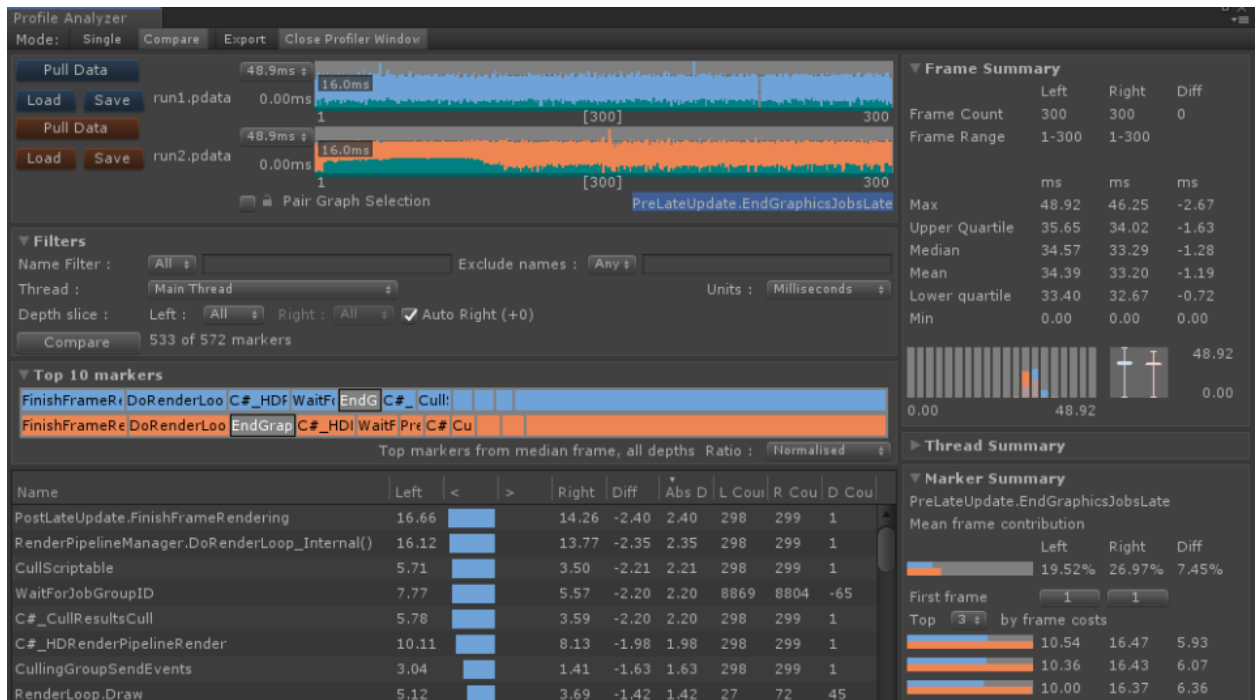 Profile Analyzer
Mode: Single Compare Export Close Profiler Window
Pull Data
Load Save run1.pdata
48.9ms
16.0ms
0.00ms
1 [300] 300
Pull Data
Load Save run2.pdata
48.9ms
16.0ms
0.00ms
1 [300] 300
Pair Graph Selection PreLateUpdate.EndGraphicsJobsLate
Filters
Name Filter : All Exclude names : Any
Thread : Main Thread Units : Milliseconds
Depth slice : Left : All Right : All Auto Right (+0)
Compare 533 of 572 markers
Top 10 markers
FinishFrameRe DoRenderLoo C#_HDF WaitFo EndG C#_ Cull:
FinishFrameRe DoRenderLoo EndGrap C#_HDI WaitF Pre C# Cu
Top markers from median frame, all depths Ratio : Normalised
Name Left < > Right Diff Abs D L Coun R Cou D Cou
PostLateUpdate.FinishFrameRendering 16.66 14.26 -2.40 2.40 298 299 1
RenderPipelineManager.DoRenderLoop_Internal() 16.12 13.77 -2.35 2.35 298 299 1
CullScriptable 5.71 3.50 -2.21 2.21 298 299 1
WaitForJobGroupID 7.77 5.57 -2.20 2.20 8869 8804 -65
C#_CullResultsCull 5.78 3.59 -2.20 2.20 298 299 1
C#_HDRenderPipelineRender 10.11 8.13 -1.98 1.98 298 299 1
CullingGroupSendEvents 3.04 1.41 -1.63 1.63 298 299 1
RenderLoop.Draw 5.12 3.69 -1.42 1.42 27 72 45
Frame Summary
Left Right Diff
Frame Count 300 300 0
Frame Range 1-300 1-300
ms ms ms
Max 48.92 46.25 -2.67
Upper Quartile 35.65 34.02 -1.63
Median 34.57 33.29 -1.28
Mean 34.39 33.20 -1.19
Lower quartile 33.40 32.67 -0.72
Min 0.00 0.00 0.00
48.92
0.00
0.00 48.92
Thread Summary
Marker Summary
PreLateUpdate.EndGraphicsJobsLate
Mean frame contribution
Left Right Diff
19.52% 26.97% 7.45%
First frame 1 1
Top 3 by frame costs
10.54 16.47 5.93
10.36 16.43 6.07
10.00 16.37 6.36